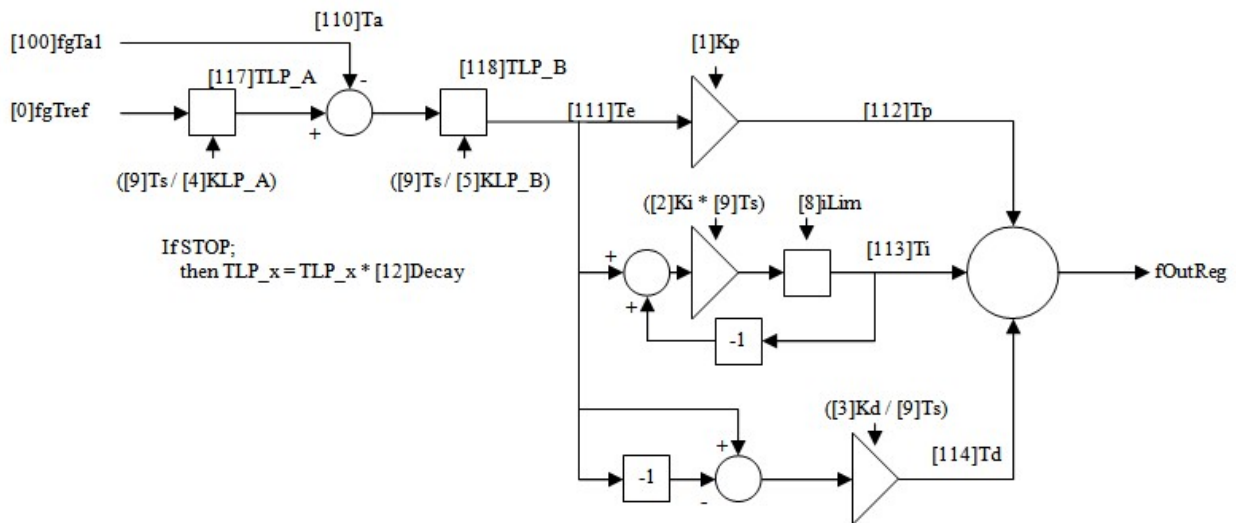 [110]Ta
[100]fgTa1
[1]Kp
-
[117]TLP_A
[118]TLP_B
[0]fgTref
[111]Te
[112]Tp
+
([9]Ts / [4]KLP_A)
([9]Ts / [5]KLP_B)
([2]Ki * [9]Ts)
[8]iLim
If STOP;
then TLP_x = TLP_x * [12]Decay
+
[113]Ti
fOutReg
+
-1
([3]Kd / [9]Ts)
+
[114]Td
-1
-